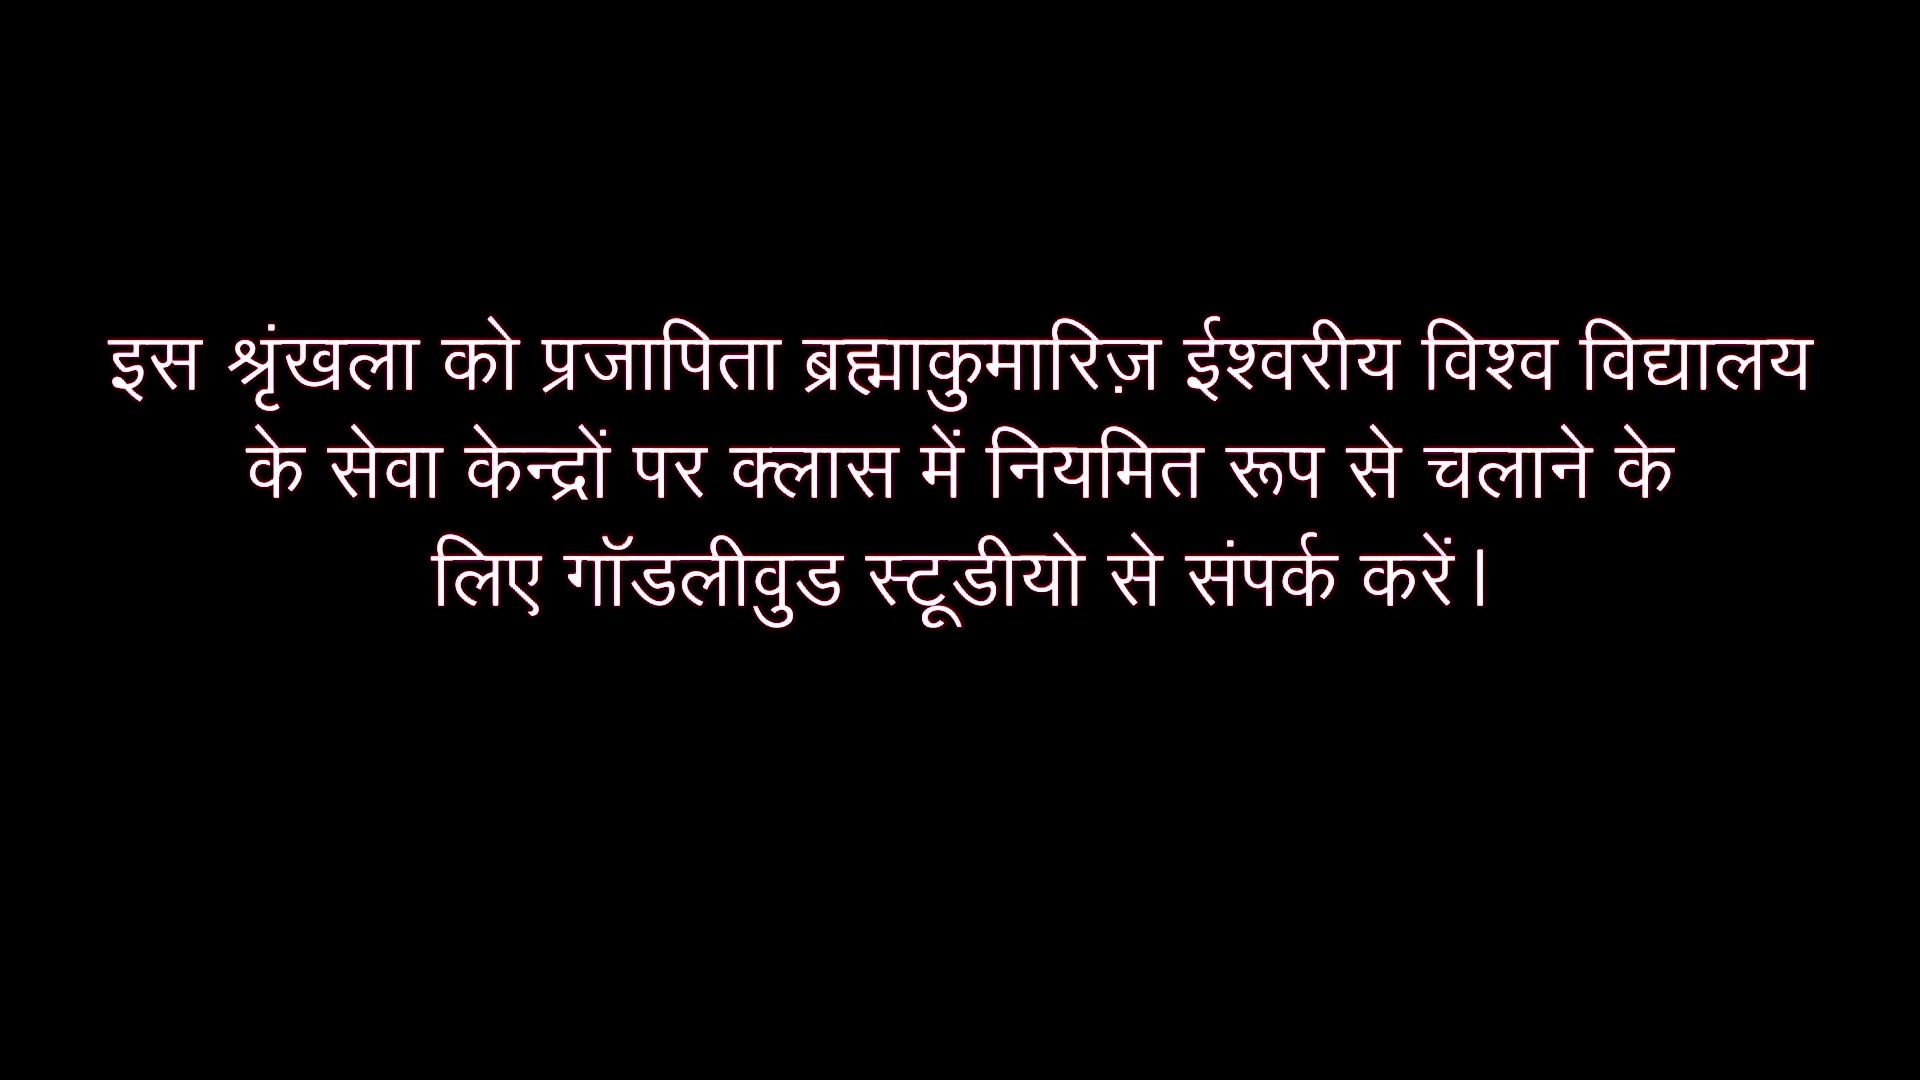 इस श्रृंखला को प्रजापिता ब्रह्माकुमारिज़ ईश्वरीय विश्व विद्यालय
के सेवा केन्द्रों पर क्लास में नियमित रूप से चलाने के
लिए गॉडलीवुड स्टूडीयो से संपर्क करें।